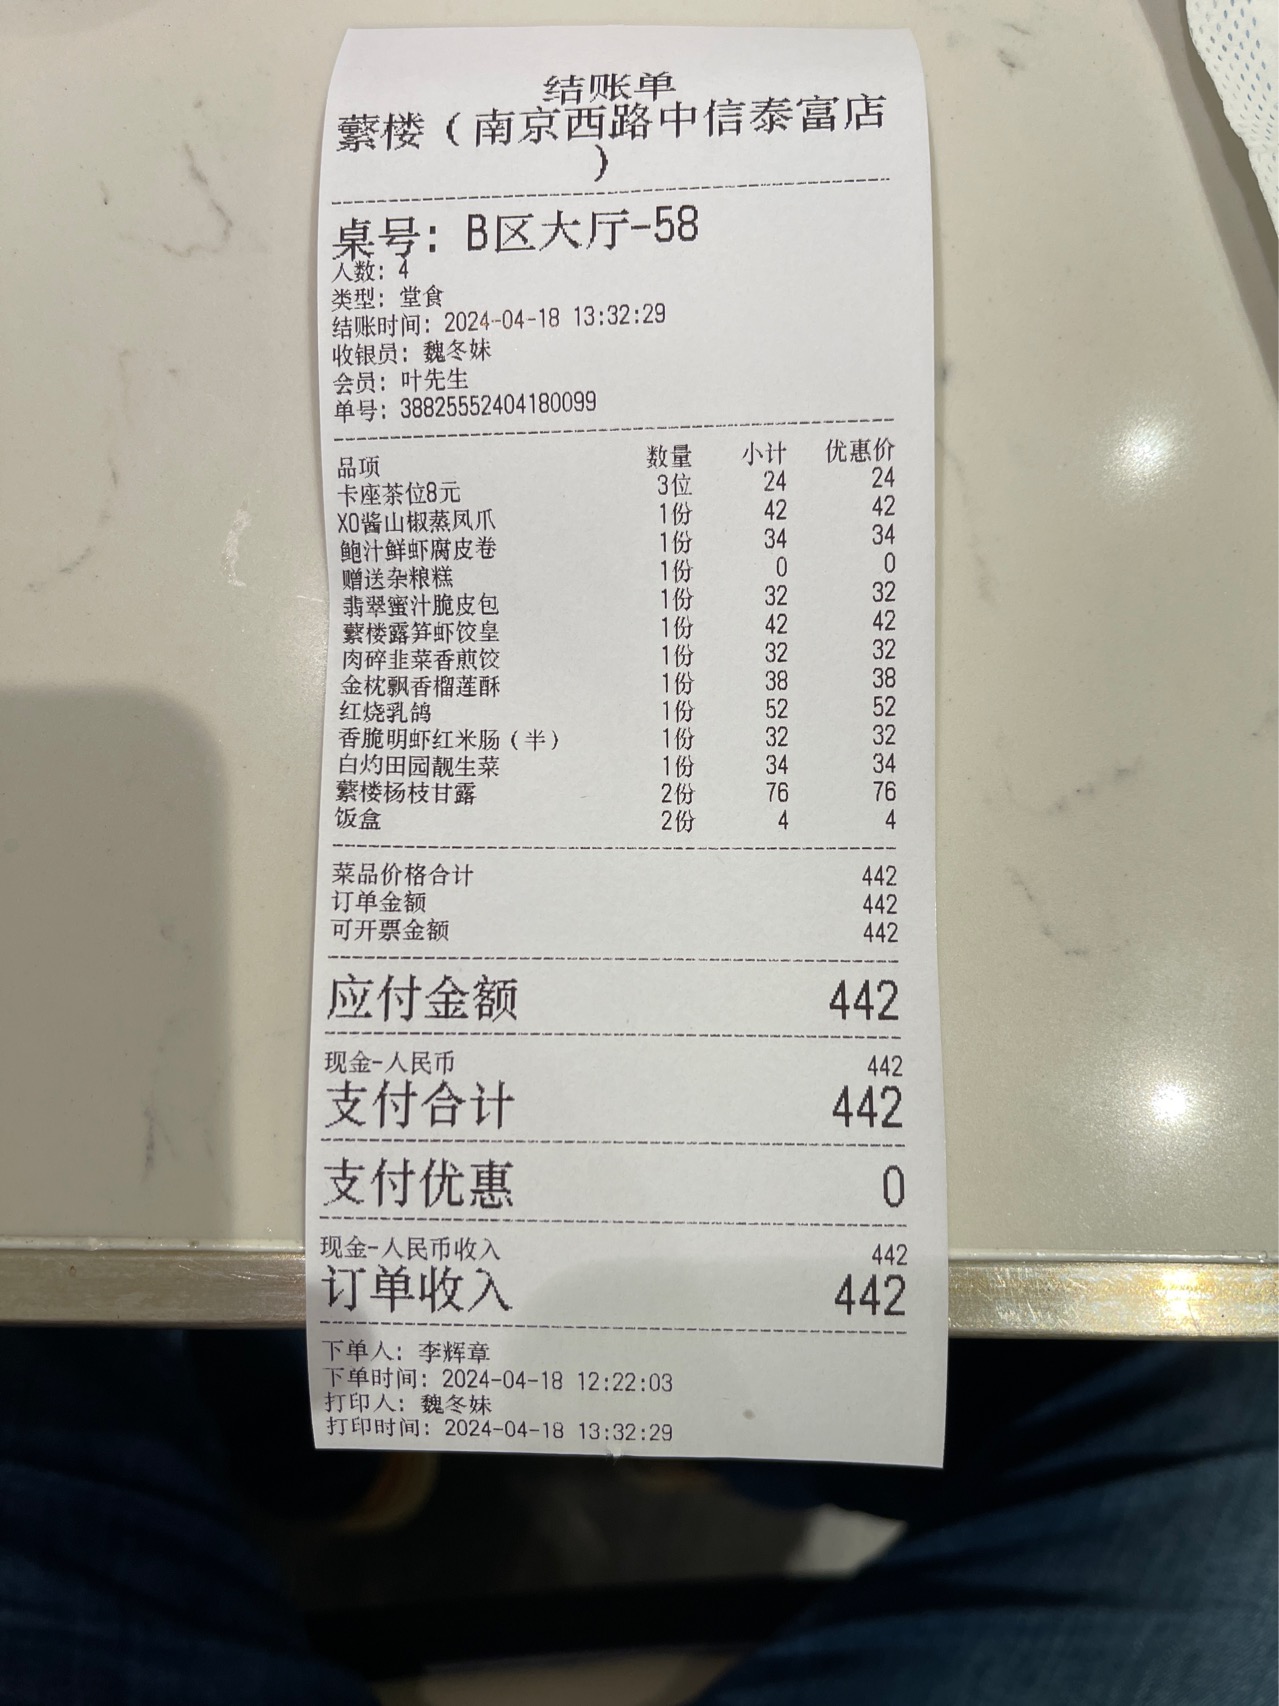 结账单
蘩楼（南京西路中信泰富店
）
桌号: B区大厅-58
人数: 4
类型: 堂食
结账时间: 2024-04-18 13:32:29
收银员: 魏冬妹
会员: 叶先生
单号: 38825552404180099
品项 数量 小计 优惠价
卡座茶位8元 3位 24 24
XO酱山椒蒸凤爪 1份 42 42
鲍汁鲜虾腐皮卷 1份 34 34
赠送杂粮糕 1份 0 0
翡翠蜜汁脆皮包 1份 32 32
蘩楼露笋虾饺皇 1份 42 42
肉碎韭菜香煎饺 1份 32 32
金枕飘香榴莲酥 1份 38 38
红烧乳鸽 1份 52 52
香脆明虾红米肠（半） 1份 32 32
白灼田园靓生菜 1份 34 34
蘩楼杨枝甘露 2份 76 76
饭盒 2份 4 4
菜品价格合计 442
订单金额 442
可开票金额 442
应付金额 442
现金-人民币 442
支付合计 442
支付优惠 0
现金-人民币收入 442
订单收入 442
下单人: 李辉章
下单时间: 2024-04-18 12:22:03
打印人: 魏冬妹
打印时间: 2024-04-18 13:32:29